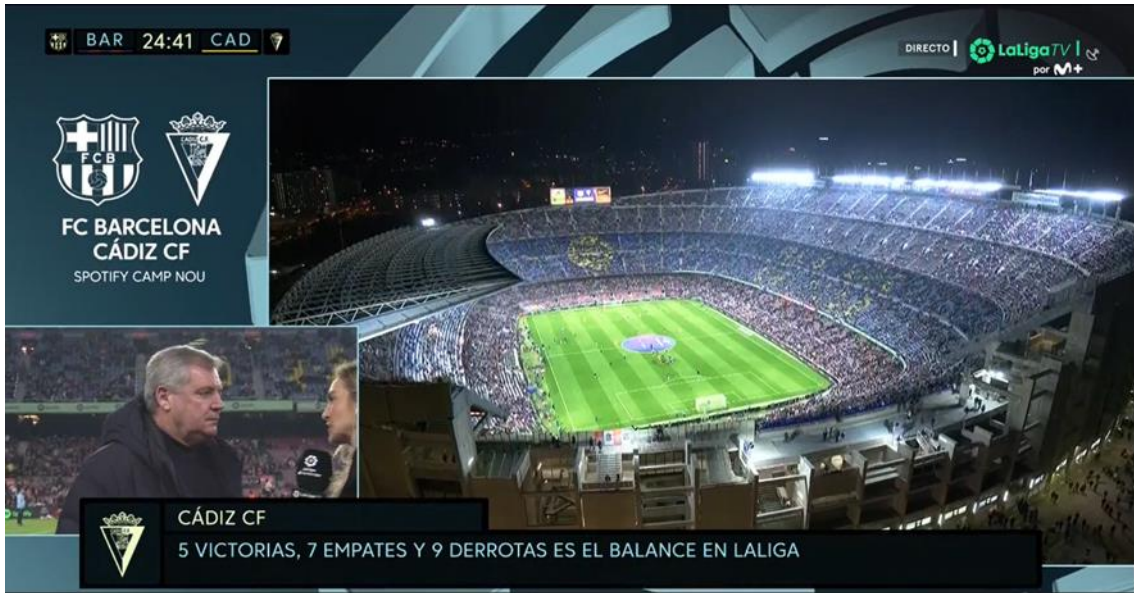 BAR 24:41 CAD
DIRECTO LaLigaTV
por M+
FCB
CADIZ C.F.
FC BARCELONA
CÁDIZ CF
SPOTIFY CAMP NOU
CÁDIZ CF
5 VICTORIAS, 7 EMPATES Y 9 DERROTAS ES EL BALANCE EN LALIGA